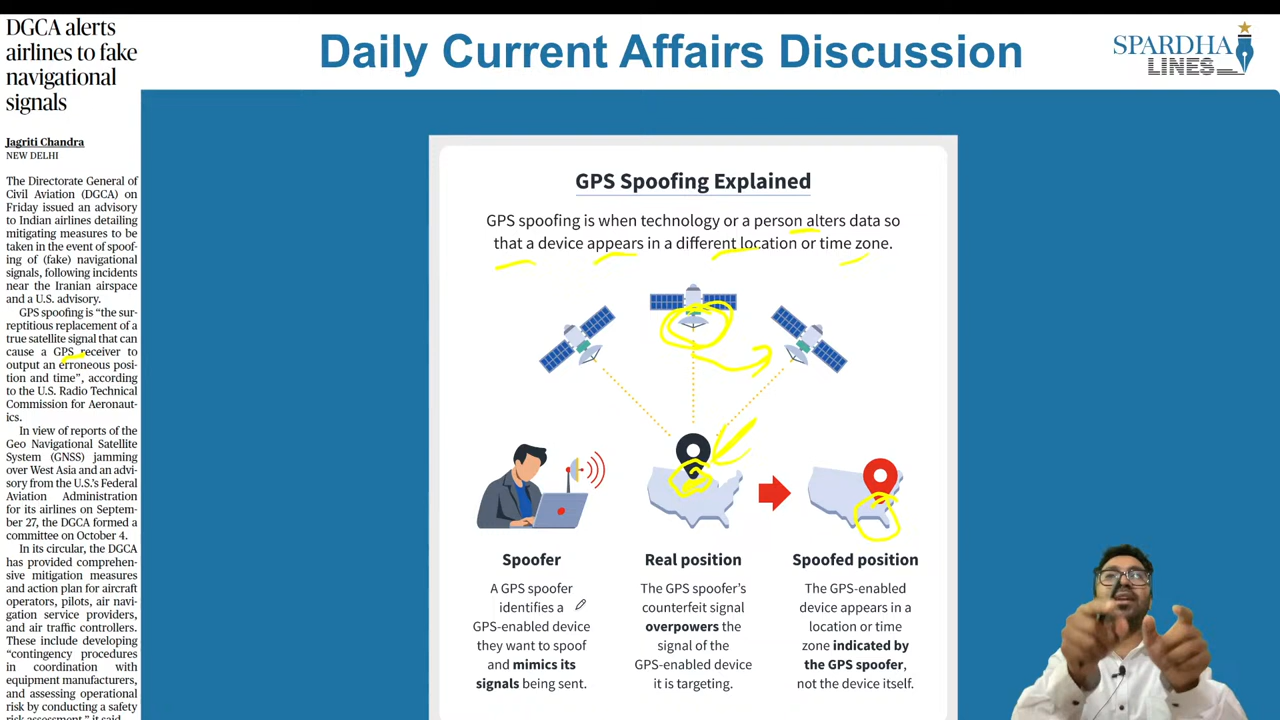 DGCA alerts
airlines to fake
navigational
signals
Jagriti Chandra
NEW DELHI
The Directorate General of
Civil Aviation (DGCA) on
Friday issued an advisory
to Indian airlines detailing
mitigating measures to be
taken in the event of spoof-
ing of (fake) navigational
signals, following incidents
near the Iranian airspace
and a U.S. advisory.
GPS spoofing is “the sur-
reptitious replacement of a
true satellite signal that can
cause a GPS receiver to
output an erroneous posi-
tion and time”, according
to the U.S. Radio Technical
Commission for Aeronaut-
ics.
In view of reports of the
Geo Navigational Satellite
System (GNSS) jamming
over West Asia and an advi-
sory from the U.S.’s Federal
Aviation Administration
for its airlines on Septem-
ber 27, the DGCA formed a
committee on October 4.
In its circular, the DGCA
has provided comprehen-
sive mitigation measures
and action plan for aircraft
operators, pilots, air navi-
gation service providers,
and air traffic controllers.
These include developing
“contingency procedures
in coordination with
equipment manufacturers,
and assessing operational
risk by conducting a safety
risk assessment,” it said
Daily Current Affairs Discussion
SPARDHA
LINES
GPS Spoofing Explained
GPS spoofing is when technology or a person alters data so
that a device appears in a different location or time zone.
Spoofer
A GPS spoofer
identifies a
GPS-enabled device
they want to spoof
and mimics its
signals being sent.
Real position
The GPS spoofer’s
counterfeit signal
overpowers the
signal of the
GPS-enabled device
it is targeting.
Spoofed position
The GPS-enabled
device appears in a
location or time
zone indicated by
the GPS spoofer,
not the device itself.